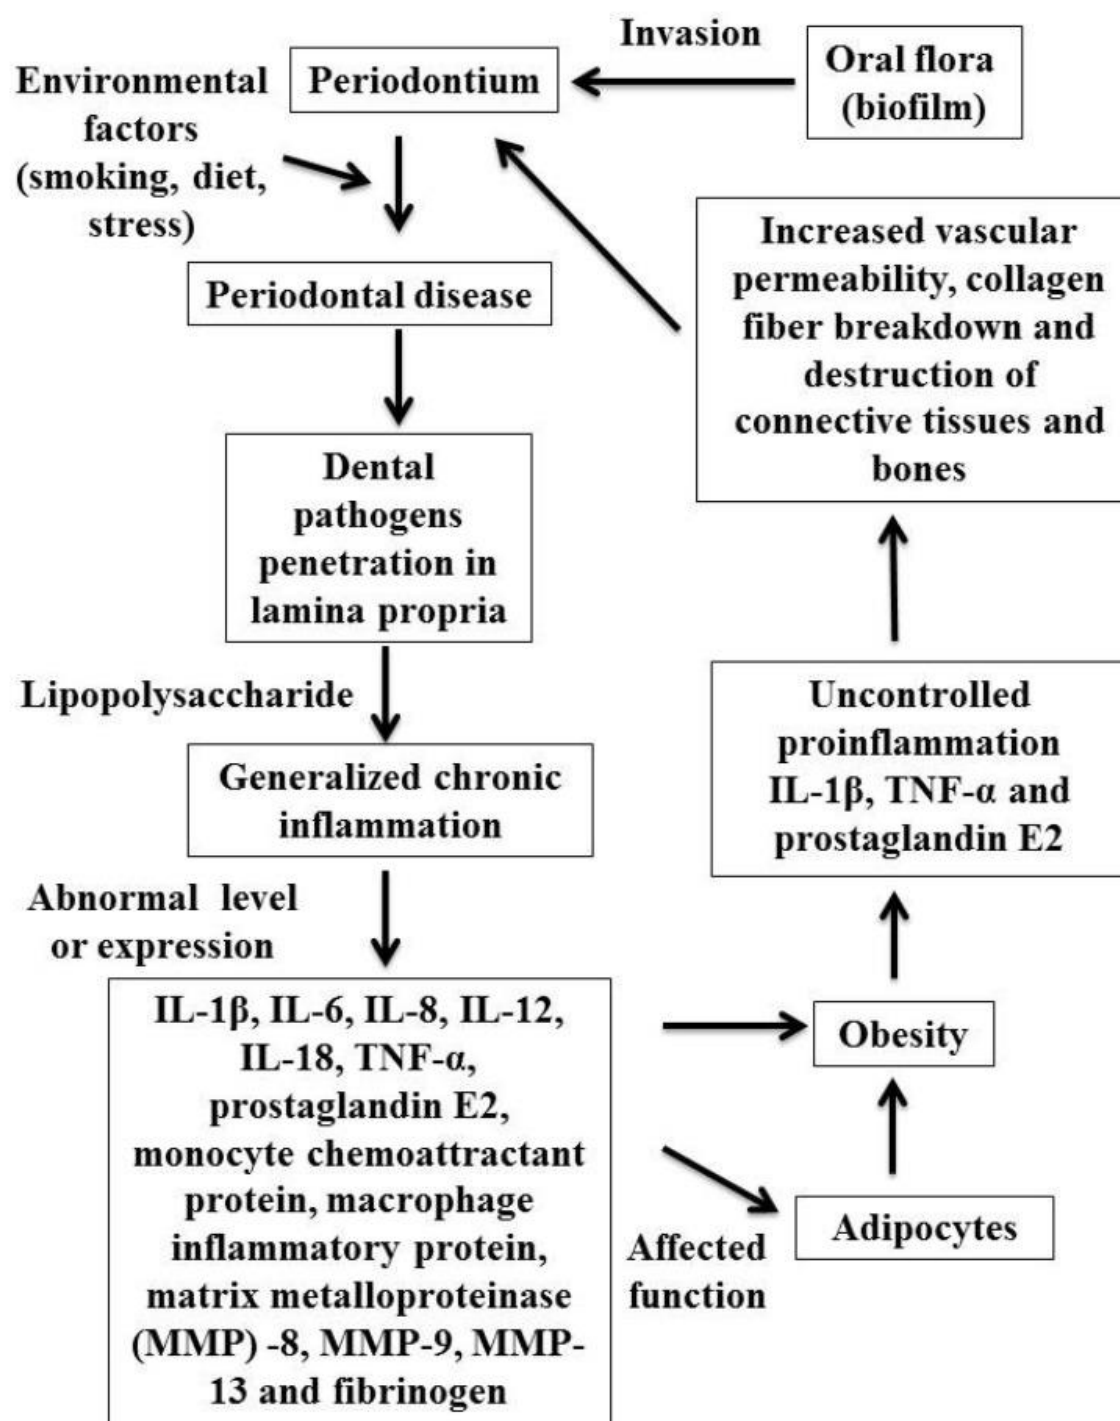 Invasion
Oral flora
(biofilm)
Periodontium
Environmental
factors
(smoking, diet,
stress)
Periodontal disease
Dental
pathogens
penetration in
lamina propria
Lipopolysaccharide
Generalized chronic
inflammation
Abnormal level
or expression
IL-1β, IL-6, IL-8, IL-12,
IL-18, TNF-α,
prostaglandin E2,
monocyte chemoattractant
protein, macrophage
inflammatory protein,
matrix metalloproteinase
(MMP) -8, MMP-9, MMP-
13 and fibrinogen
Affected
function
Adipocytes
Obesity
Uncontrolled
proinflammation
IL-1β, TNF-α and
prostaglandin E2
Increased vascular
permeability, collagen
fiber breakdown and
destruction of
connective tissues and
bones